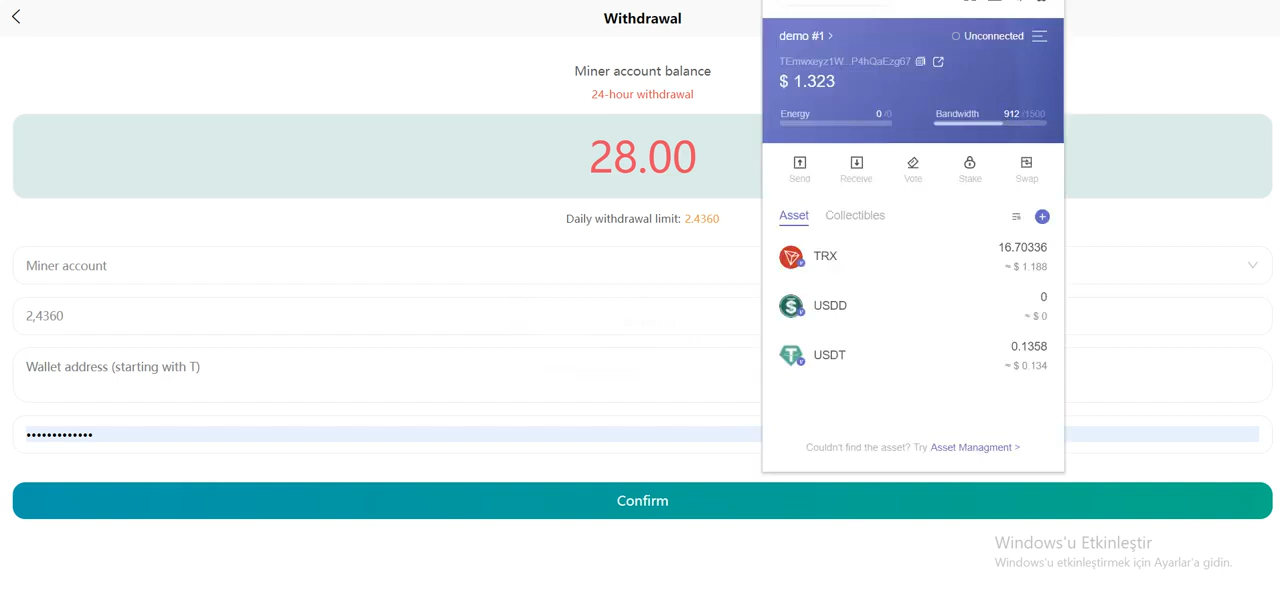 Withdrawal
Miner account balance
24-hour withdrawal
28.00
Daily withdrawal limit: 2.4360
Miner account
2,4360
Wallet address (starting with T)
•••••••••••••
Confirm
demo #1 >
Unconnected
TEmwxeyz1W...P4hQaEzg67
$ 1.323
Energy 0 /0
Bandwidth 912 /1500
Send Receive Vote Stake Swap
Asset Collectibles
TRX 16.70336
≈ $ 1.188
USDD 0
≈ $ 0
USDT 0.1358
≈ $ 0.134
Couldn't find the asset? Try Asset Managment >
Windows'u Etkinleştir
Windows'u etkinleştirmek için Ayarlar'a gidin.